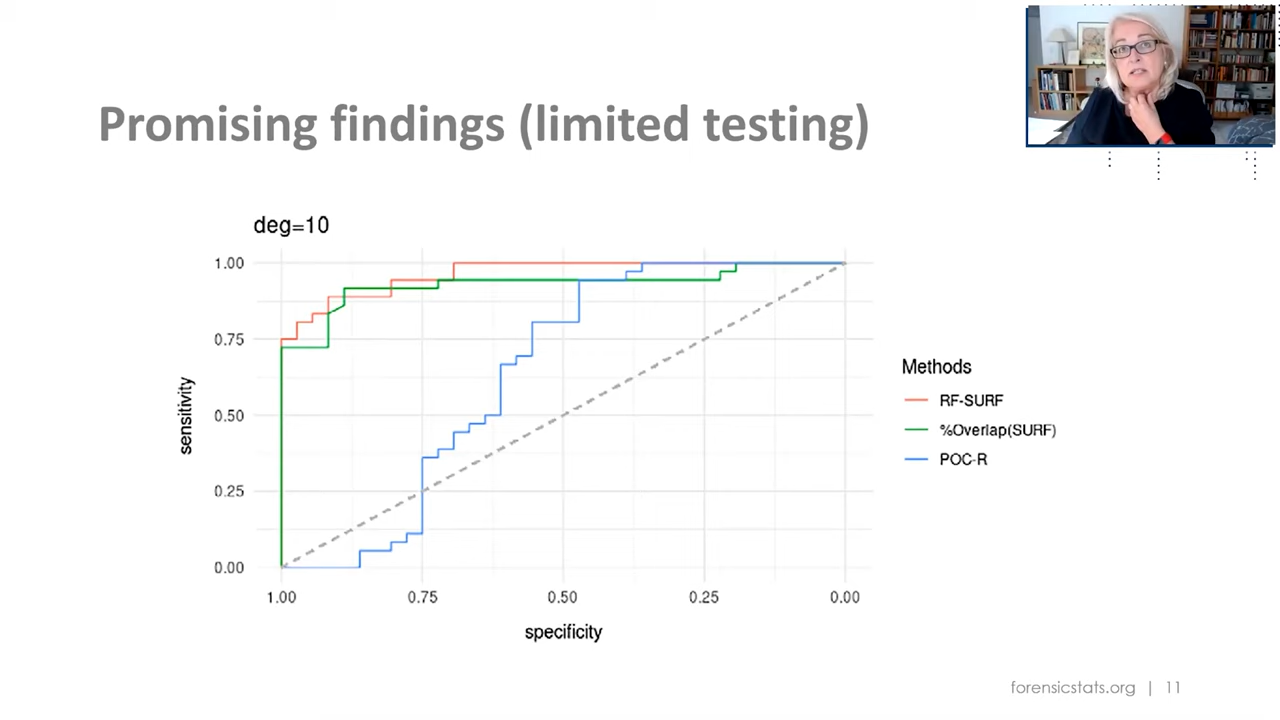 Promising findings (limited testing)
deg=10
1.00
0.75
0.50
0.25
0.00
sensitivity
1.00
0.75
0.50
0.25
0.00
specificity
Methods
RF-SURF
%Overlap(SURF)
POC-R
forensicstats.org | 11